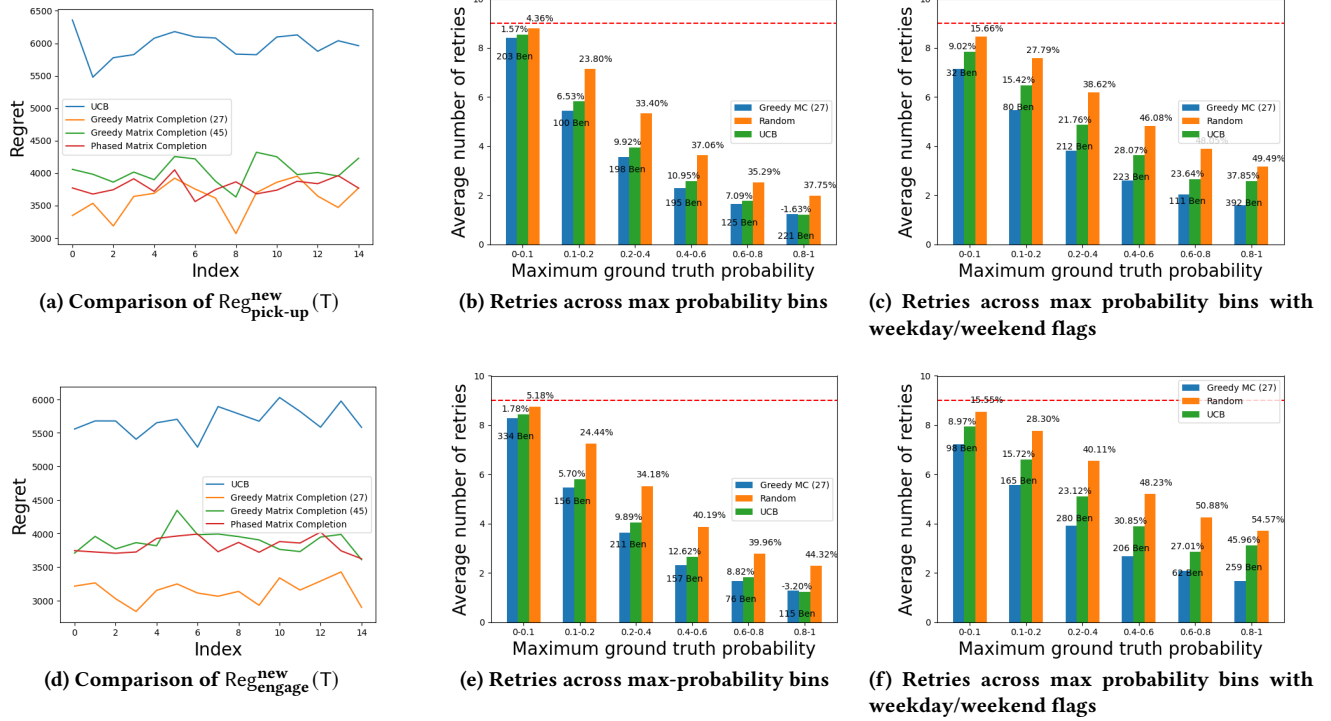 6500
6000
5500
5000
4500
4000
3500
3000
Regret
UCB
Greedy Matrix Completion (27)
Greedy Matrix Completion (45)
Phased Matrix Completion
0 2 4 6 8 10 12 14
Index
(a) Comparison of Reg^new_pick-up(T)
Average number of retries
8
6
4
2
0
1.57% 4.36%
203 Ben
6.53% 23.80%
100 Ben
9.92% 33.40%
198 Ben
10.95% 37.06%
195 Ben
7.09% 35.29%
125 Ben
-1.63% 37.75%
221 Ben
Greedy MC (27)
Random
UCB
0-0.1 0.1-0.2 0.2-0.4 0.4-0.6 0.6-0.8 0.8-1
Maximum ground truth probability
(b) Retries across max probability bins
Average number of retries
8
6
4
2
0
9.02% 15.66%
32 Ben
15.42% 27.79%
80 Ben
21.76% 38.62%
212 Ben
28.07% 46.08%
223 Ben
23.64%
111 Ben
37.85% 49.49%
392 Ben
Greedy MC (27)
Random
UCB
0-0.1 0.1-0.2 0.2-0.4 0.4-0.6 0.6-0.8 0.8-1
Maximum ground truth probability
(c) Retries across max probability bins with
weekday/weekend flags
6000
5500
5000
4500
4000
3500
3000
Regret
UCB
Greedy Matrix Completion (27)
Greedy Matrix Completion (45)
Phased Matrix Completion
0 2 4 6 8 10 12 14
Index
(d) Comparison of Reg^new_engage(T)
Average number of retries
10
8
6
4
2
0
1.78% 5.18%
334 Ben
5.70% 24.44%
156 Ben
9.89% 34.18%
211 Ben
12.62% 40.19%
157 Ben
8.82% 39.96%
76 Ben
-3.20% 44.32%
115 Ben
Greedy MC (27)
Random
UCB
0-0.1 0.1-0.2 0.2-0.4 0.4-0.6 0.6-0.8 0.8-1
Maximum ground truth probability
(e) Retries across max-probability bins
Average number of retries
10
8
6
4
2
0
8.97% 15.55%
98 Ben
15.72% 28.30%
165 Ben
23.12% 40.11%
280 Ben
30.85% 48.23%
206 Ben
27.01% 50.88%
62 Ben
45.96% 54.57%
259 Ben
Greedy MC (27)
Random
UCB
0-0.1 0.1-0.2 0.2-0.4 0.4-0.6 0.6-0.8 0.8-1
Maximum ground truth probability
(f) Retries across max probability bins with
weekday/weekend flags